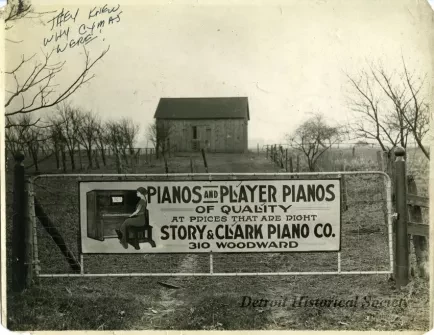 THEY KNEW
WHY
WERE!
PIANOS AND PLAYER PIANOS
OF QUALITY
AT PRICES THAT ARE RIGHT
STORY & CLARK PIANO CO.
310 WOODWARD
Detroit Historical Society